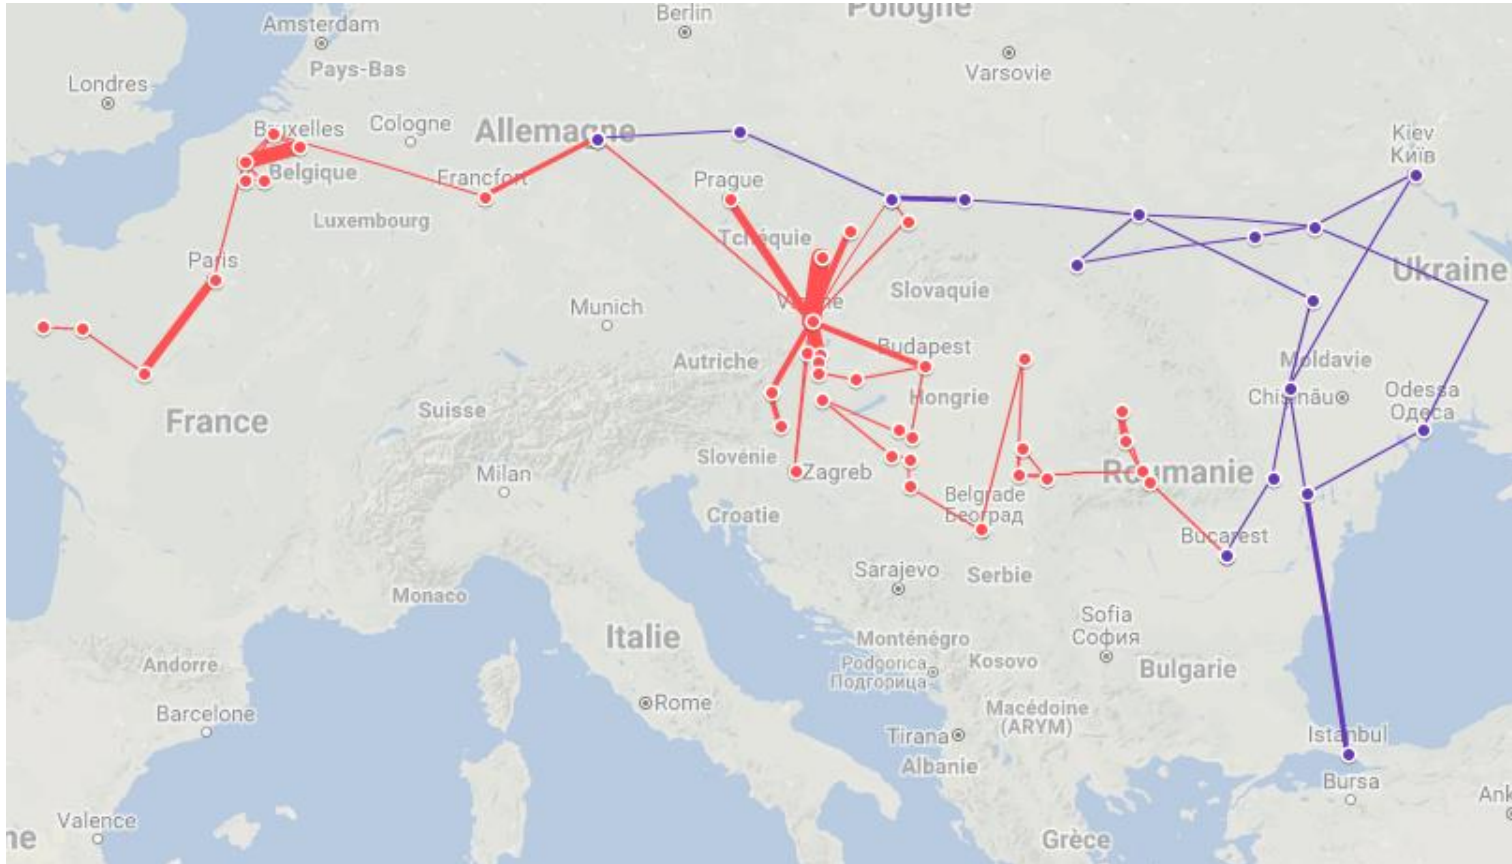 Pologne
Berlin
Amsterdam
Pays-Bas
Varsovie
Londres
Bruxelles
Cologne
Allemagne
Kiev
Київ
Belgique
Francfort
Prague
Luxembourg
Tchéquie
Paris
Ukraine
Slovaquie
Munich
Vienne
Autriche
Budapest
Moldavie
France
Suisse
Hongrie
Chișinău
Odessa
Одеса
Slovénie
Milan
Zagreb
Roumanie
Belgrade
Београд
Croatie
Bucarest
Sarajevo
Serbie
Monaco
Italie
Sofia
София
Monténégro
Andorre
Podgorica
Подгорица
Kosovo
Bulgarie
Rome
Barcelone
Macédoine
(ARYM)
Tirana
Istanbul
Albanie
Bursa
Ank
Valence
ne
Grèce